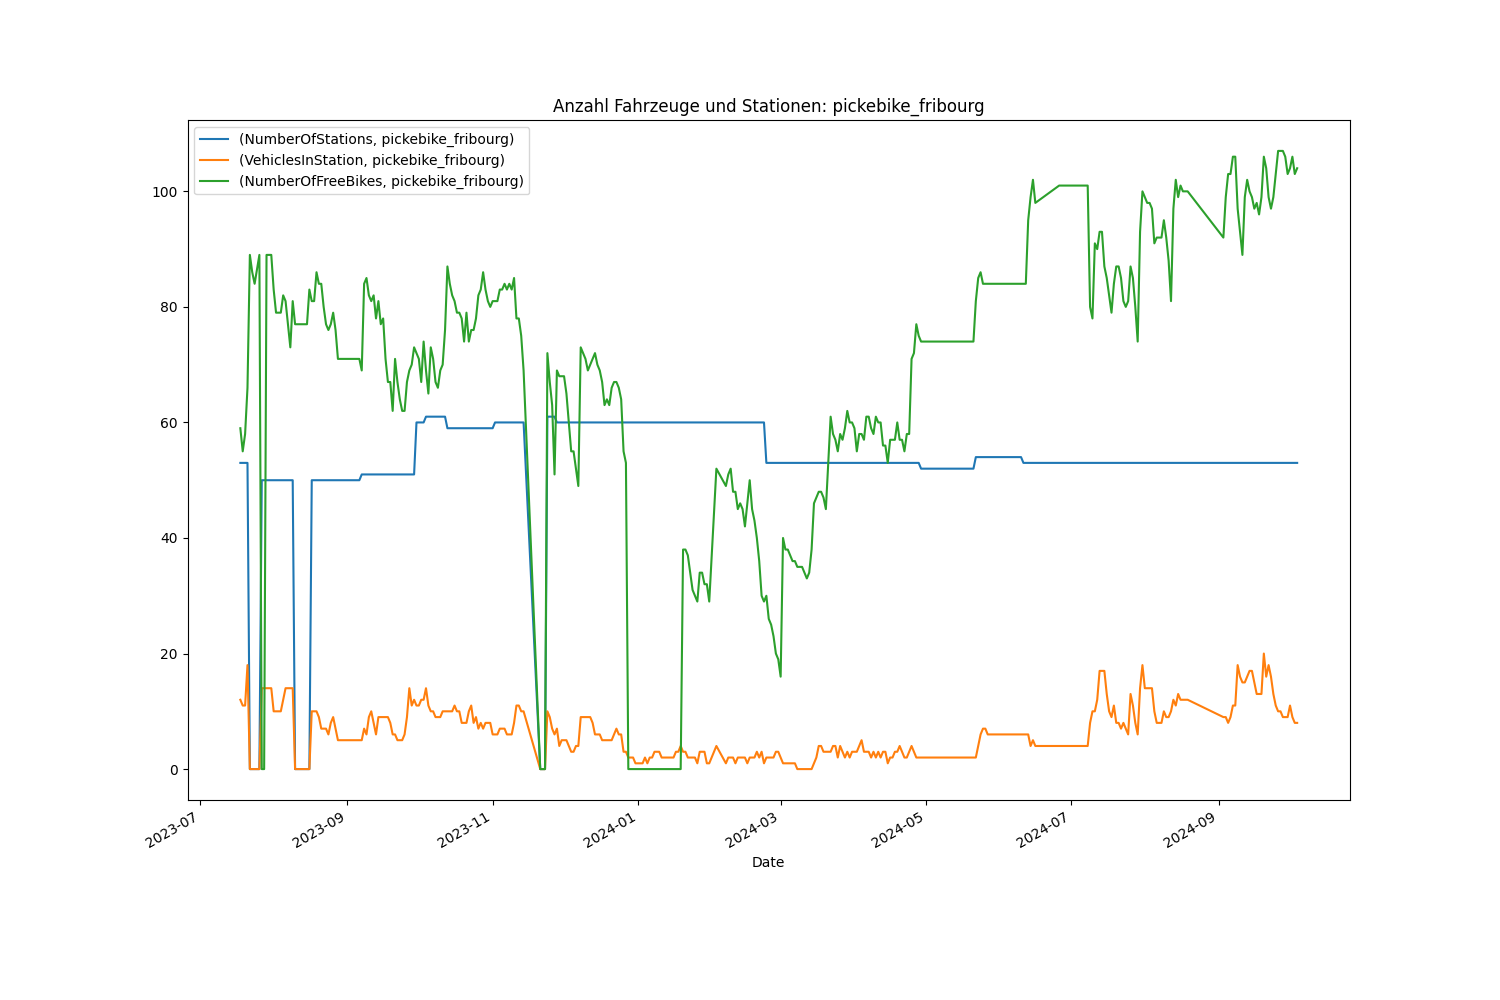 Anzahl Fahrzeuge und Stationen: pickebike_fribourg
(NumberOfStations, pickebike_fribourg)
(VehiclesInStation, pickebike_fribourg)
(NumberOfFreeBikes, pickebike_fribourg)
100
80
60
40
20
0
2023-07
2023-09
2023-11
2024-01
2024-03
2024-05
2024-07
2024-09
Date